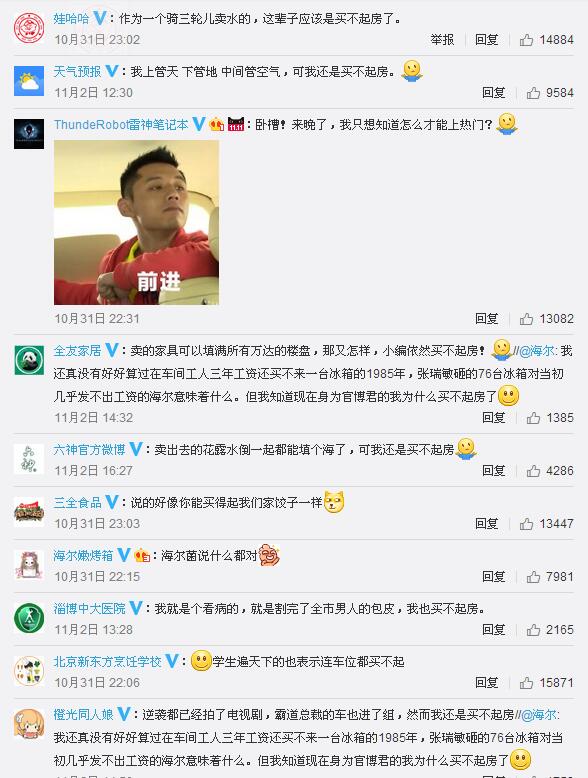 娃哈哈 V：作为一个骑三轮儿卖水的，这辈子应该是买不起房了。
10月31日 23:02 举报 回复 14884
天气预报 V：我上管天 下管地 中间管空气，可我还是买不起房。
11月2日 12:30 回复 9584
ThundeRobot雷神笔记本 V：卧槽！来晚了，我只想知道怎么才能上热门？
前进
10月31日 22:31 回复 13082
全友家居 V：卖的家具可以填满所有万达的楼盘，那又怎样，小编依然买不起房！//@海尔: 我
还真没有好好算过在车间工人三年工资还买不来一台冰箱的1985年，张瑞敏砸的76台冰箱对当初
几乎发不出工资的海尔意味着什么。但我知道现在身为官博君的我为什么买不起房了
11月2日 14:32 回复 1385
六神官方微博 V：卖出去的花露水倒一起都能填个海了，可我还是买不起房
11月2日 16:27 回复 4286
三全食品 V：说的好像你能买得起我们家饺子一样
10月31日 23:03 回复 13447
海尔嫩烤箱 V：海尔菌说什么都对
10月31日 22:15 回复 7981
淄博中大医院 V：我就是个看病的，就是割完了全市男人的包皮，我也买不起房。
11月2日 13:28 回复 2165
北京新东方烹饪学校 V：学生遍天下的也表示连车位都买不起
10月31日 22:06 回复 15871
橙光同人娘 V：逆袭都已经拍了电视剧，霸道总裁的车也进了组，然而我还是买不起房//@海尔:
我还真没有好好算过在车间工人三年工资还买不来一台冰箱的1985年，张瑞敏砸的76台冰箱对当
初几乎发不出工资的海尔意味着什么。但我知道现在身为官博君的我为什么买不起房了